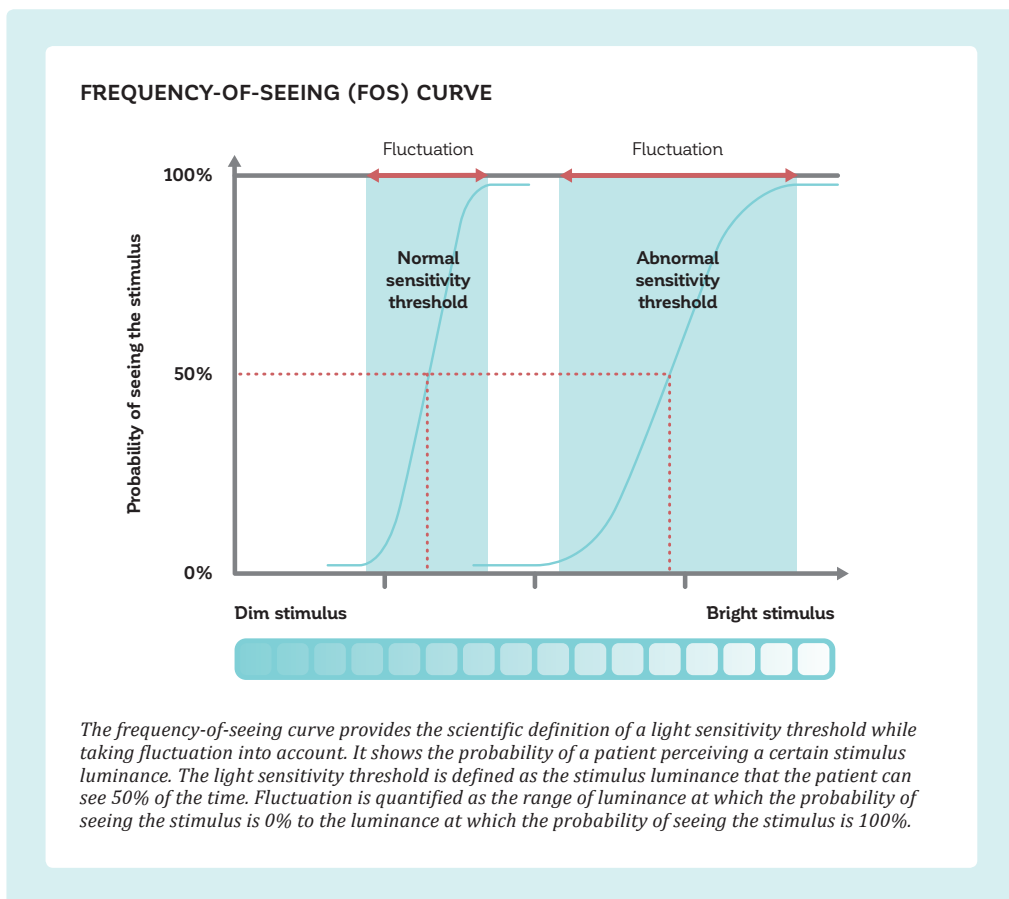 FREQUENCY-OF-SEEING (FOS) CURVE
Fluctuation
Fluctuation
100%
Normal
sensitivity
threshold
Abnormal
sensitivity
threshold
Probability of seeing the stimulus
50%
0%
Dim stimulus
Bright stimulus
The frequency-of-seeing curve provides the scientific definition of a light sensitivity threshold while
taking fluctuation into account. It shows the probability of a patient perceiving a certain stimulus
luminance. The light sensitivity threshold is defined as the stimulus luminance that the patient can
see 50% of the time. Fluctuation is quantified as the range of luminance at which the probability of
seeing the stimulus is 0% to the luminance at which the probability of seeing the stimulus is 100%.